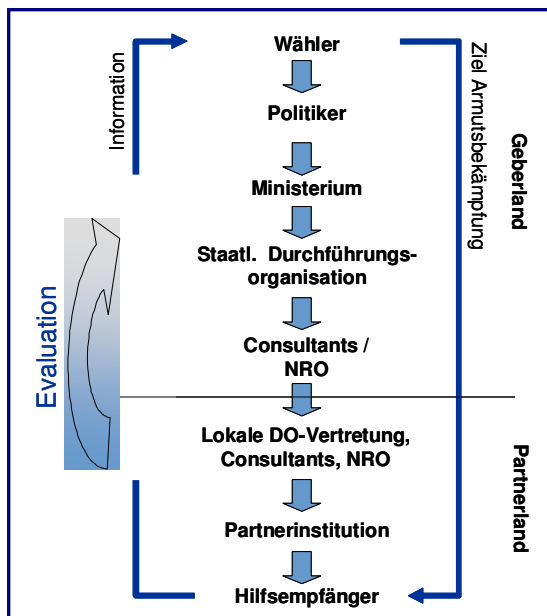 Wähler
Politiker
Ministerium
Staatl. Durchführungs-
organisation
Consultants /
NRO
Lokale DO-Vertretung,
Consultants, NRO
Partnerinstitution
Hilfsempfänger
Information
Evaluation
Ziel Armutsbekämpfung
Geberland
Partnerland